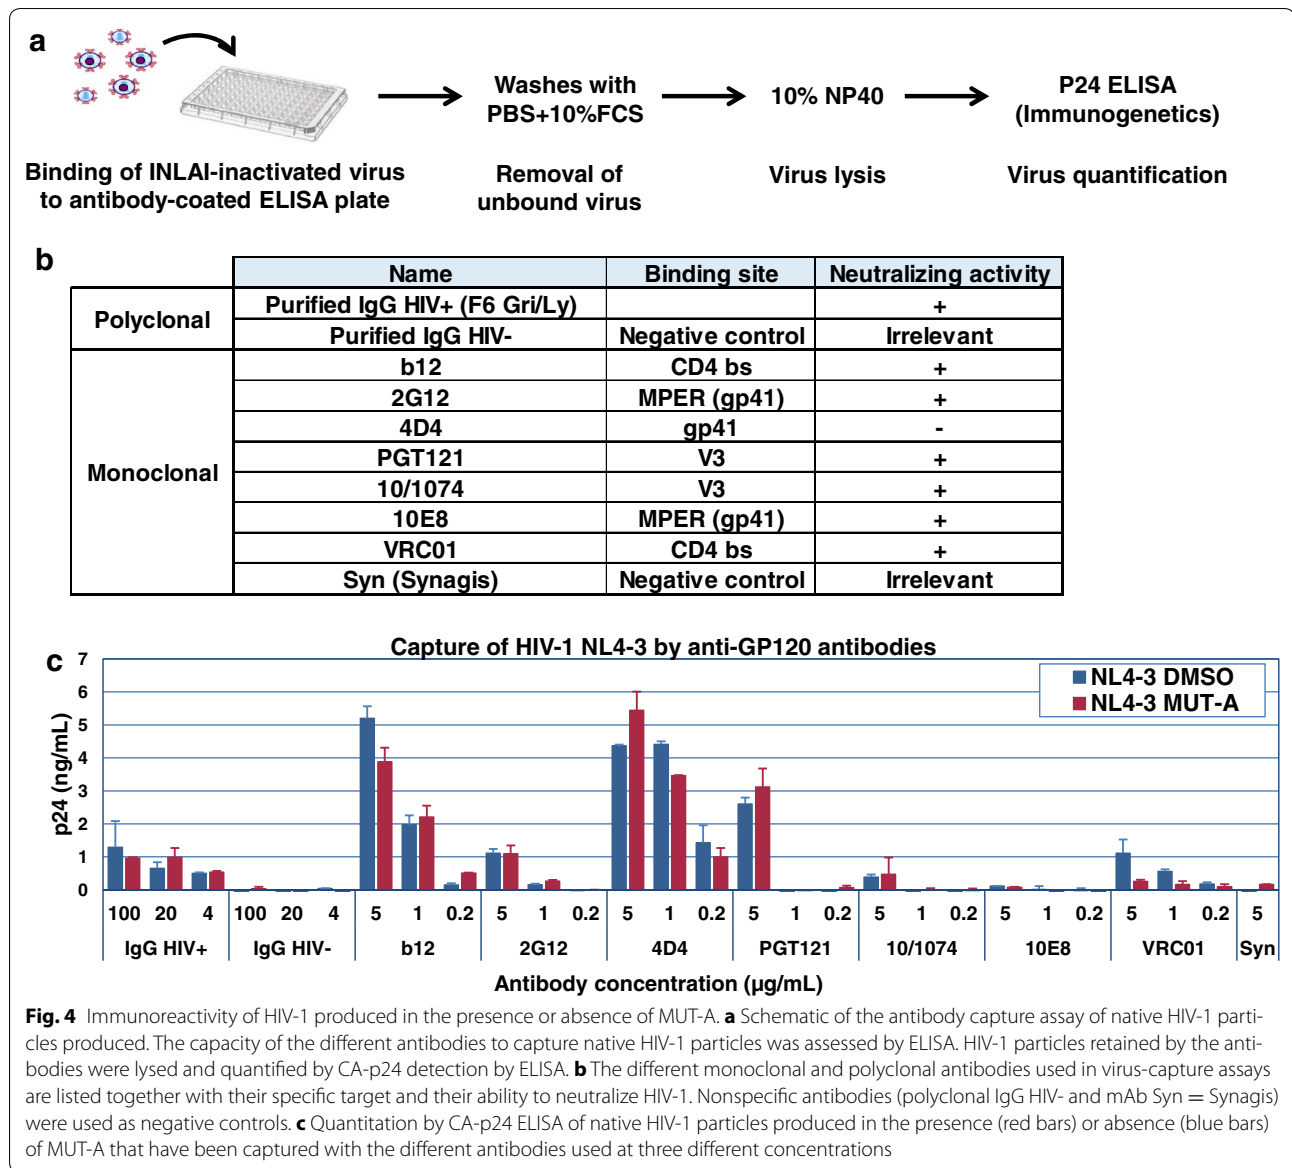 a
Washes with
PBS+10%FCS
10% NP40
P24 ELISA
(Immunogenetics)
Binding of INLAI-inactivated virus
to antibody-coated ELISA plate
Removal of
unbound virus
Virus lysis
Virus quantification
b
Name Binding site Neutralizing activity
Polyclonal
Purified IgG HIV+ (F6 Gri/Ly) +
Purified IgG HIV- Negative control Irrelevant
Monoclonal
b12 CD4 bs +
2G12 MPER (gp41) +
4D4 gp41 -
PGT121 V3 +
10/1074 V3 +
10E8 MPER (gp41) +
VRC01 CD4 bs +
Syn (Synagis) Negative control Irrelevant
c
Capture of HIV-1 NL4-3 by anti-GP120 antibodies
NL4-3 DMSO
NL4-3 MUT-A
p24 (ng/mL)
7
6
5
4
3
2
1
0
100 20 4 100 20 4 5 1 0.2 5 1 0.2 5 1 0.2 5 1 0.2 5 1 0.2 5 1 0.2 5 1 0.2 5
IgG HIV+ IgG HIV- b12 2G12 4D4 PGT121 10/1074 10E8 VRC01 Syn
Antibody concentration (µg/mL)
Fig. 4 Immunoreactivity of HIV-1 produced in the presence or absence of MUT-A. a Schematic of the antibody capture assay of native HIV-1 parti-
cles produced. The capacity of the different antibodies to capture native HIV-1 particles was assessed by ELISA. HIV-1 particles retained by the anti-
bodies were lysed and quantified by CA-p24 detection by ELISA. b The different monoclonal and polyclonal antibodies used in virus-capture assays
are listed together with their specific target and their ability to neutralize HIV-1. Nonspecific antibodies (polyclonal IgG HIV- and mAb Syn = Synagis)
were used as negative controls. c Quantitation by CA-p24 ELISA of native HIV-1 particles produced in the presence (red bars) or absence (blue bars)
of MUT-A that have been captured with the different antibodies used at three different concentrations